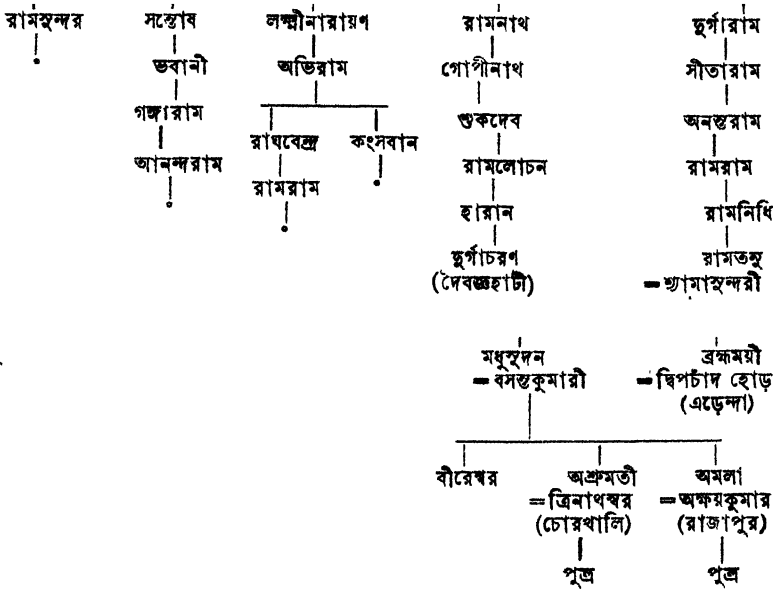 রামসুন্দর সন্তোষ লক্ষ্মীনারায়ণ রামনাথ দুর্গারাম
ভবানী অভিরাম গোপীনাথ সীতারাম
গঙ্গারাম শুকদেব অনন্তরাম
রাঘবেন্দ্র কংসবান
আনন্দরাম রামলোচন রামরাম
রামরাম
হারান রামনিধি
দুর্গাচরণ রামতনু
(দৈবজ্ঞহাটী) =শ্যামাসুন্দরী
মধুসূদন ব্রহ্মময়ী
=বসন্তকুমারী =দ্বিপচাঁদ হোড়
(এড়েন্দা)
বীরেশ্বর অশ্রুমতী অমলা
=ত্রিনাথশ্বর =অক্ষয়কুমার
(চোরখালি) (রাজাপুর)
পুত্র পুত্র